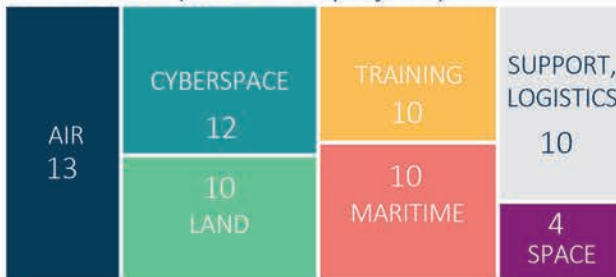 AIR
13
CYBERSPACE
12
10
LAND
TRAINING
10
10
MARITIME
SUPPORT,
LOGISTICS
10
4
SPACE